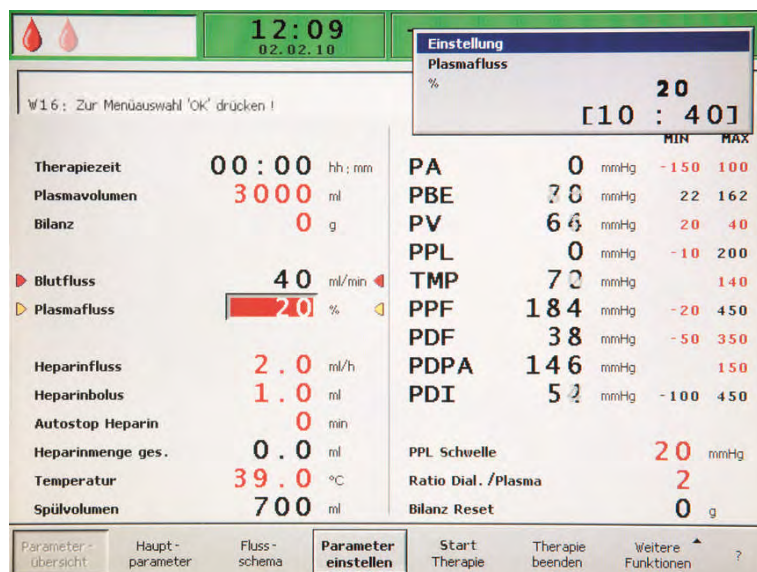 12:09
02.02.10
Einstellung
Plasmafluss
% 20
[10 : 40]
W16: Zur Menüauswahl 'OK' drücken !
MIN MAX
Therapiezeit 00:00 hh:mm
Plasmavolumen 3000 ml
Bilanz 0 g
Blutfluss 40 ml/min
Plasmafluss 20 %
Heparinfluss 2.0 ml/h
Heparinbolus 1.0 ml
Autostop Heparin 0 min
Heparinmenge ges. 0.0 ml
Temperatur 39.0 °C
Spülvolumen 700 ml
PA 0 mmHg -150 100
PBE mmHg 22 162
PV mmHg 20 40
PPL 0 mmHg -10 200
TMP mmHg 140
PPF 184 mmHg -20 450
PDF 38 mmHg -50 350
PDPA 146 mmHg 150
PDI mmHg -100 450
PPL Schwelle 20 mmHg
Ratio Dial./Plasma 2
Bilanz Reset 0 g
Parameter-
übersicht
Haupt-
parameter
Fluss-
schema
Parameter
einstellen
Start
Therapie
Therapie
beenden
Weitere
Funktionen
?